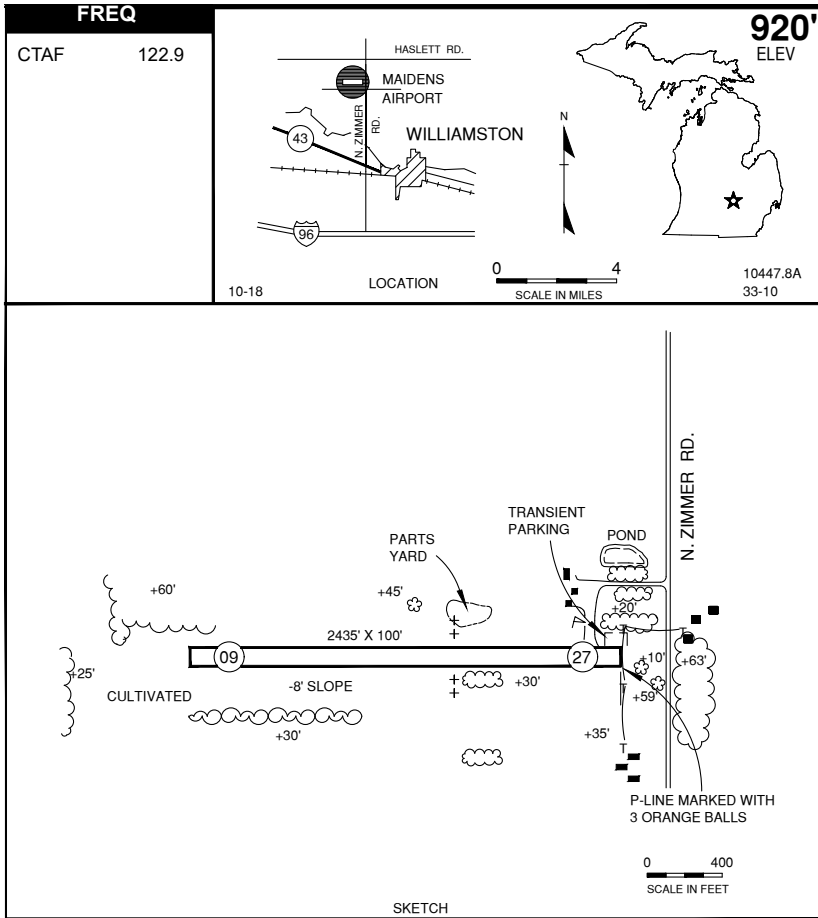 FREQ
CTAF 122.9
HASLETT RD.
MAIDENS
AIRPORT
N. ZIMMER
RD.
43
WILLIAMSTON
96
N
920'
ELEV
10-18
LOCATION
0 4
SCALE IN MILES
10447.8A
33-10
N. ZIMMER RD.
TRANSIENT
PARKING
POND
PARTS
YARD
+60'
+45'
+20'
2435' X 100'
09
27
+10'
+63'
+25'
CULTIVATED
-8' SLOPE
+30'
+59'
+30'
+35'
T
T
T
T
P-LINE MARKED WITH
3 ORANGE BALLS
0 400
SCALE IN FEET
SKETCH